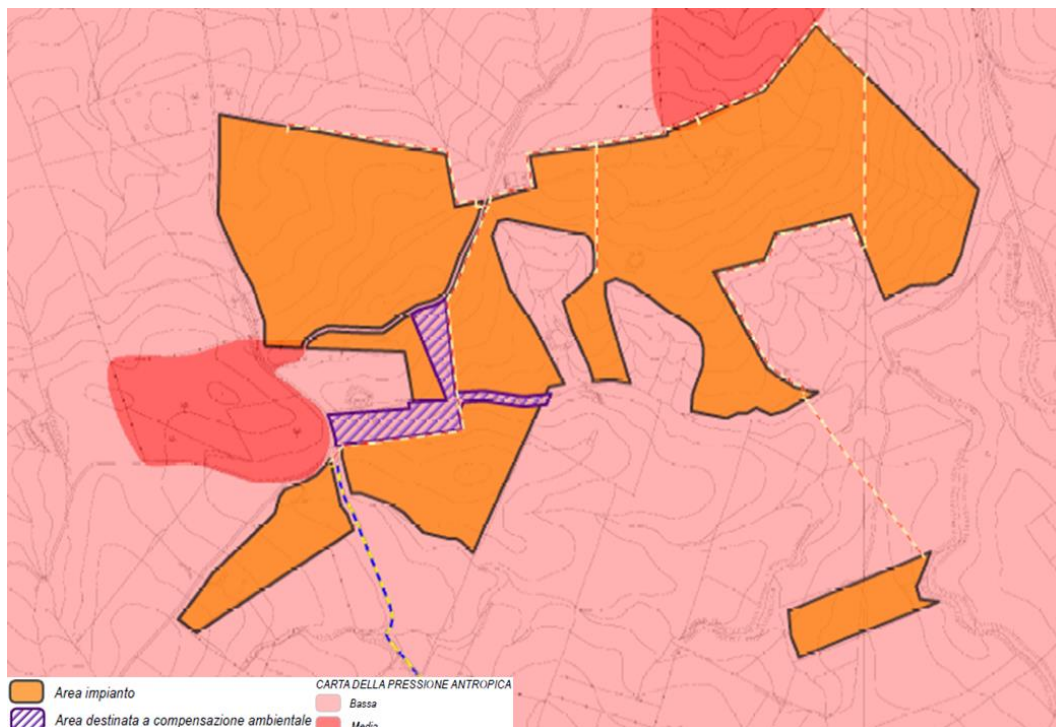 Area impianto
Area destinata a compensazione ambientale
CARTA DELLA PRESSIONE ANTROPICA
Bassa
Media